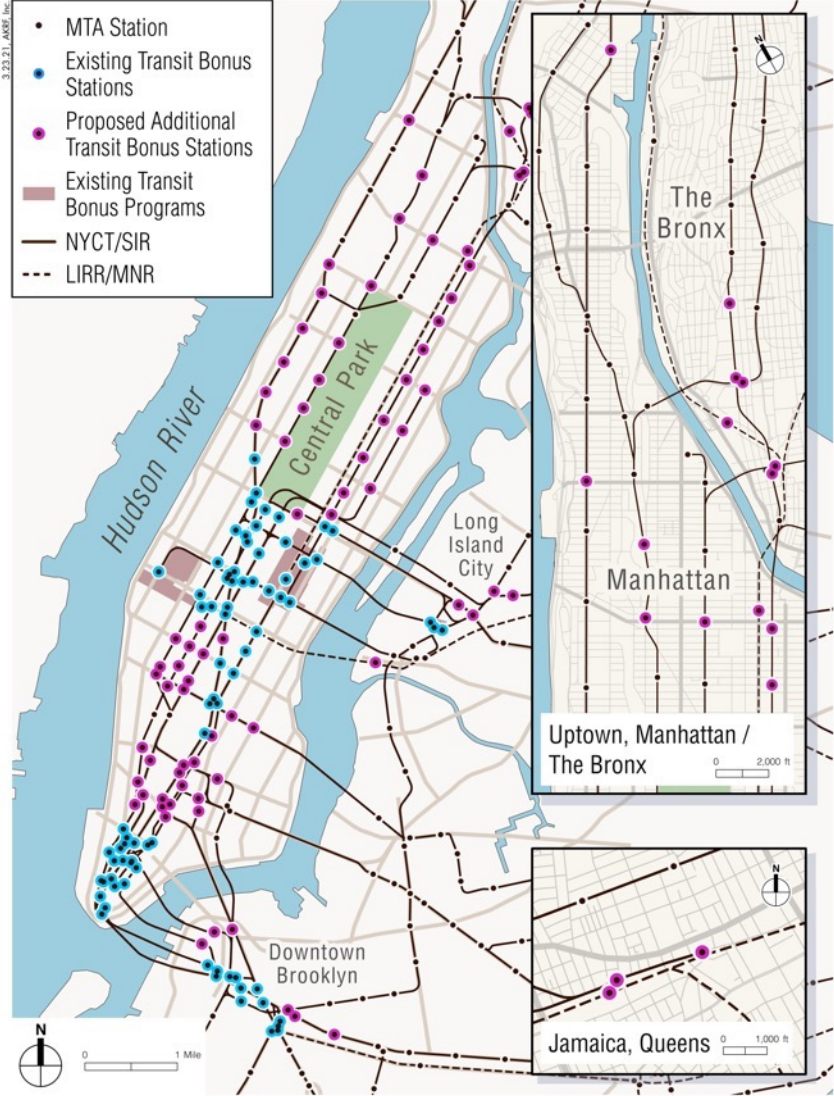 3.23.21, AKRF, Inc.
MTA Station
Existing Transit Bonus
Stations
Proposed Additional
Transit Bonus Stations
Existing Transit
Bonus Programs
NYCT/SIR
LIRR/MNR
Hudson River
Central Park
Long
Island
City
Downtown
Brooklyn
N
0 1 Mile
N
The
Bronx
Manhattan
Uptown, Manhattan /
The Bronx
0 2,000 ft
N
Jamaica, Queens
0 1,000 ft